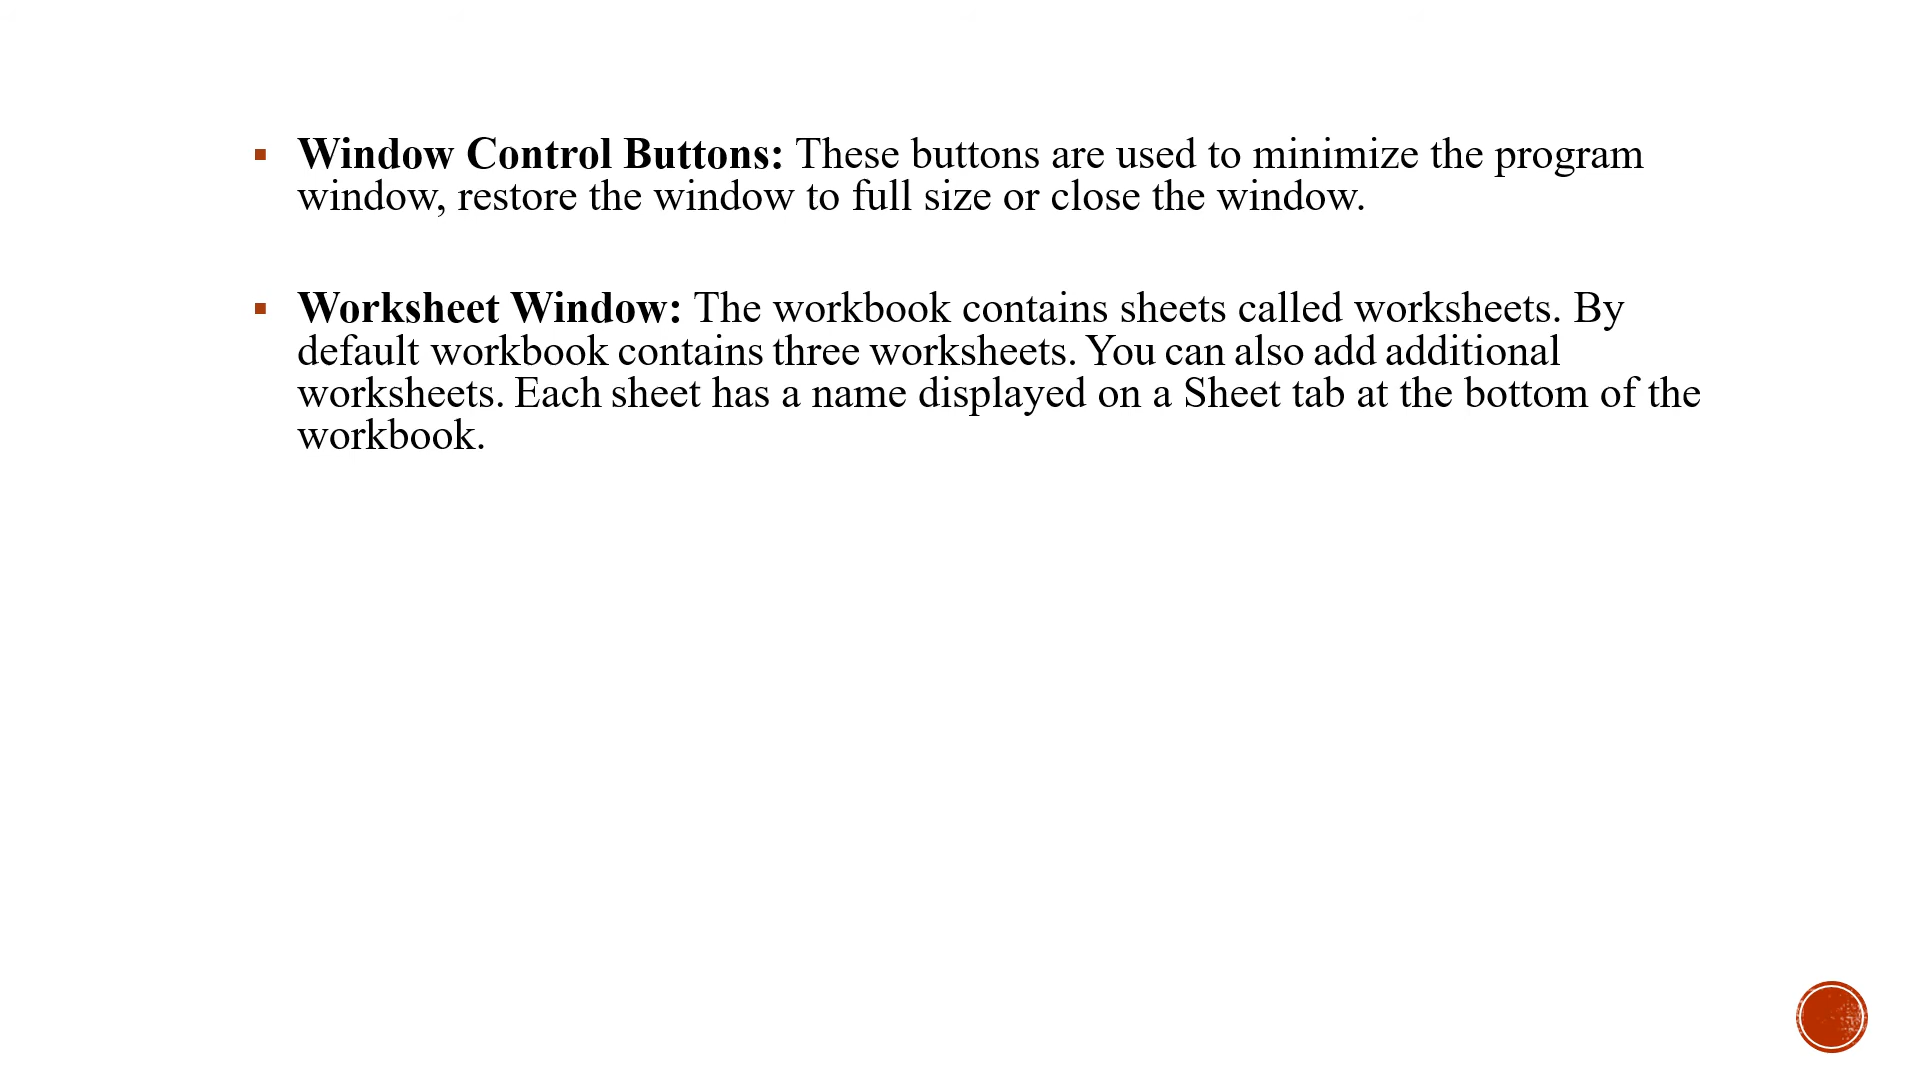 ▪ Window Control Buttons: These buttons are used to minimize the program
window, restore the window to full size or close the window.
▪ Worksheet Window: The workbook contains sheets called worksheets. By
default workbook contains three worksheets. You can also add additional
worksheets. Each sheet has a name displayed on a Sheet tab at the bottom of the
workbook.